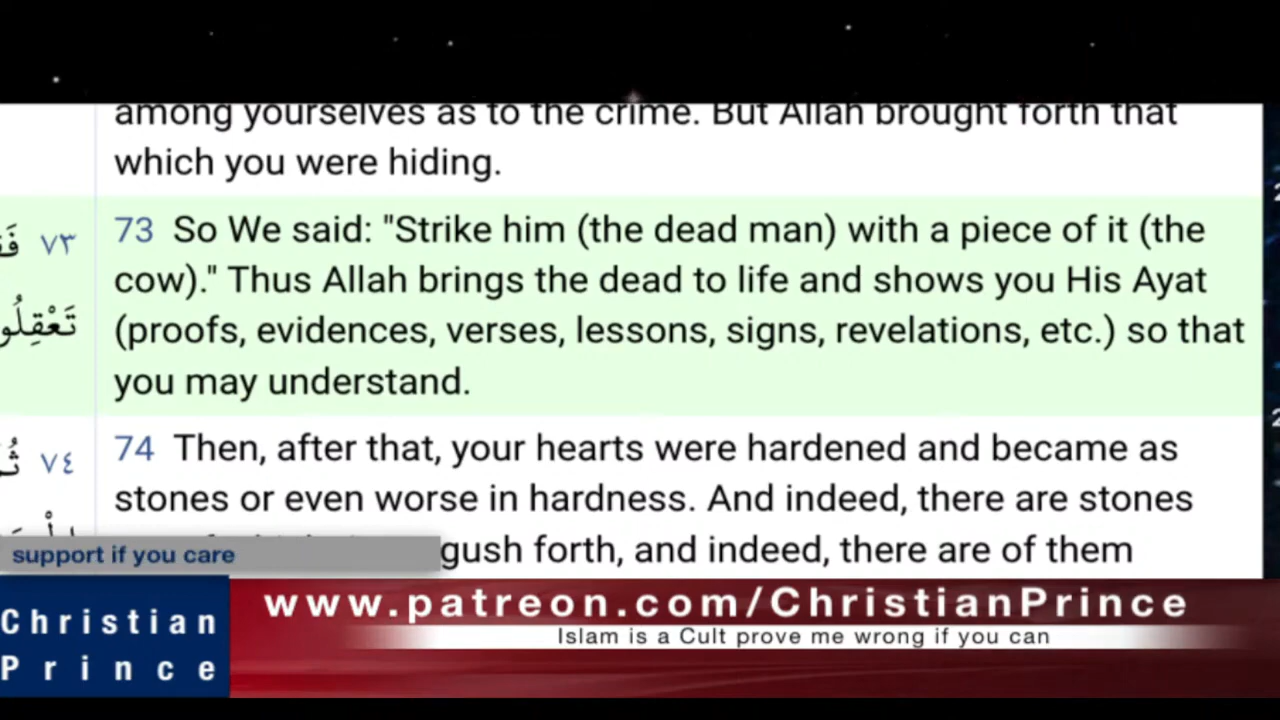 among yourselves as to the crime. But Allah brought forth that
which you were hiding.
٧٣
73 So We said: "Strike him (the dead man) with a piece of it (the
تَعْقِلُو
cow)." Thus Allah brings the dead to life and shows you His Ayat
(proofs, evidences, verses, lessons, signs, revelations, etc.) so that
you may understand.
٧٤
74 Then, after that, your hearts were hardened and became as
stones or even worse in hardness. And indeed, there are stones
gush forth, and indeed, there are of them
support if you care
Christian
Prince
www.patreon.com/ChristianPrince
Islam is a Cult prove me wrong if you can